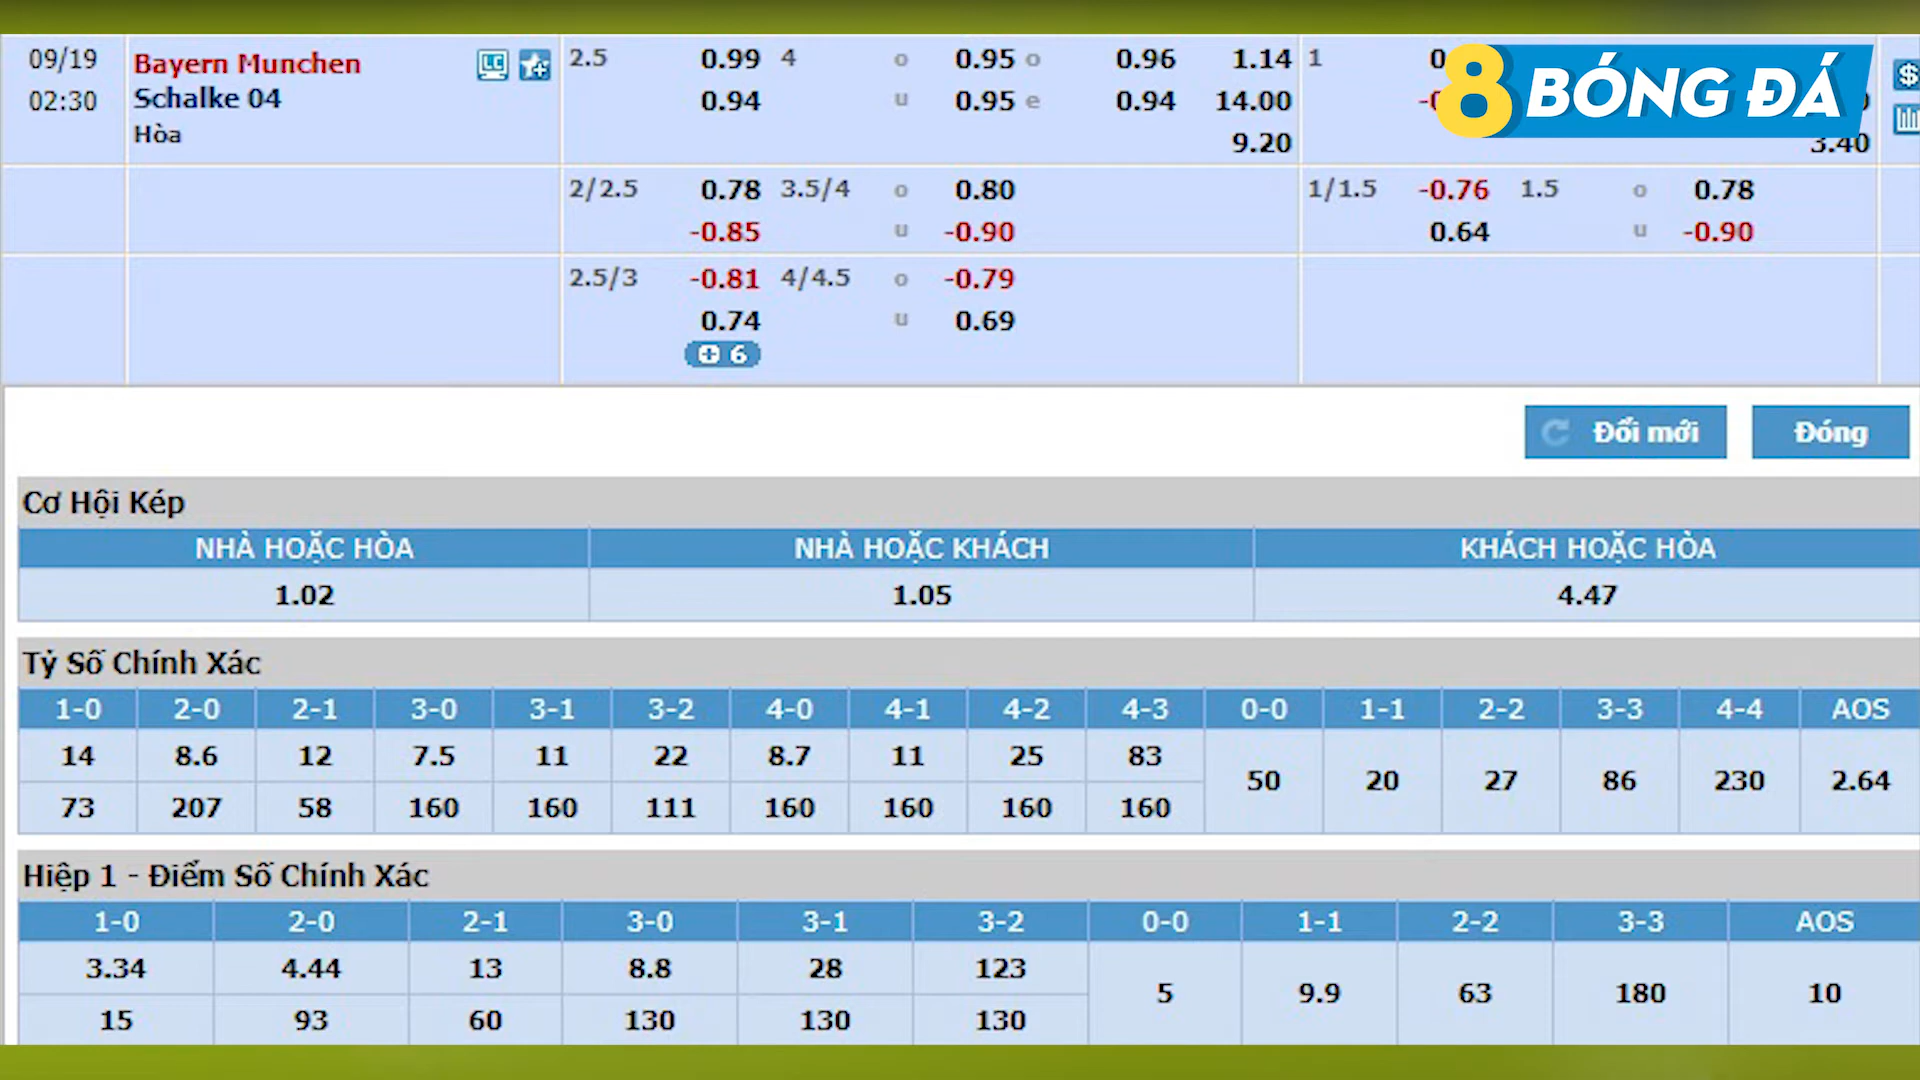 09/19 Bayern Munchen LC 2.5 0.99 4 o 0.95 o 0.96 1.14 1
8 BÓNG ĐÁ
$
02:30 Schalke 04 0.94 u 0.95 e 0.94 14.00
Hòa 9.20 3.40
2/2.5 0.78 3.5/4 o 0.80 1/1.5 -0.76 1.5 o 0.78
-0.85 u -0.90 0.64 u -0.90
2.5/3 -0.81 4/4.5 o -0.79
0.74 u 0.69
6
Đổi mới Đóng
Cơ Hội Kép
NHÀ HOẶC HÒA NHÀ HOẶC KHÁCH KHÁCH HOẶC HÒA
1.02 1.05 4.47
Tỷ Số Chính Xác
1-0 2-0 2-1 3-0 3-1 3-2 4-0 4-1 4-2 4-3 0-0 1-1 2-2 3-3 4-4 AOS
14 8.6 12 7.5 11 22 8.7 11 25 83
50 20 27 86 230 2.64
73 207 58 160 160 111 160 160 160 160
Hiệp 1 - Điểm Số Chính Xác
1-0 2-0 2-1 3-0 3-1 3-2 0-0 1-1 2-2 3-3 AOS
3.34 4.44 13 8.8 28 123
5 9.9 63 180 10
15 93 60 130 130 130